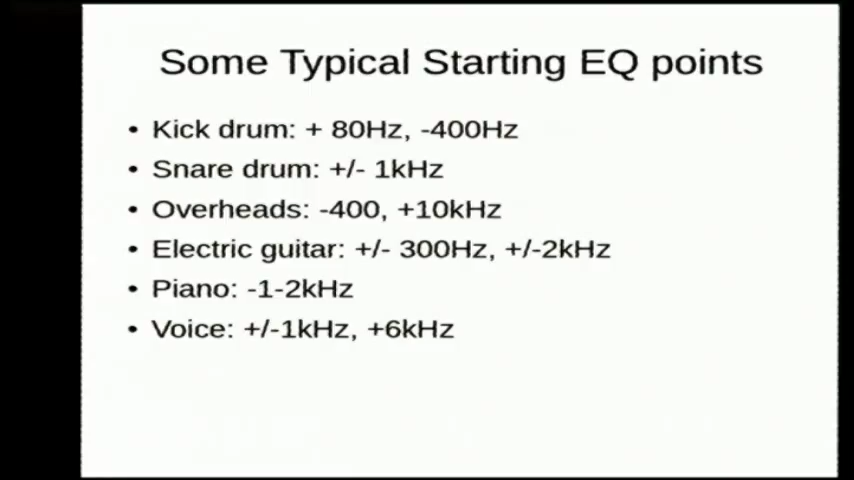 Some Typical Starting EQ points
• Kick drum: + 80Hz, -400Hz
• Snare drum: +/- 1kHz
• Overheads: -400, +10kHz
• Electric guitar: +/- 300Hz, +/-2kHz
• Piano: -1-2kHz
• Voice: +/-1kHz, +6kHz